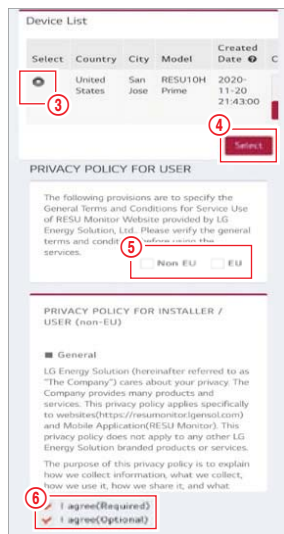 Device List
Select Country City Model Created Date C
United States San Jose RESU10H Prime 2020-11-20 21:43:00
③
④
Select
PRIVACY POLICY FOR USER
The following provisions are to specify the
General Terms and Conditions for Service Use
of RESU Monitor Website provided by LG
Energy Solution, Ltd.. Please verify the general
terms and condit before using the
services.
⑤
Non EU EU
PRIVACY POLICY FOR INSTALLER /
USER (non-EU)
■ General
LG Energy Solution (hereinafter referred to as
"The Company") cares about your privacy. The
Company provides many products and
services. This privacy policy applies specifically
to websites(https://resumonitor.lgensol.com)
and Mobile Application(RESU Monitor). This
privacy policy does not apply to any other LG
Energy Solution branded products or services.
The purpose of this privacy policy is to explain
how we collect information, what we collect,
how we use it, how we share it, and what
⑥
I agree(Required)
I agree(Optional)